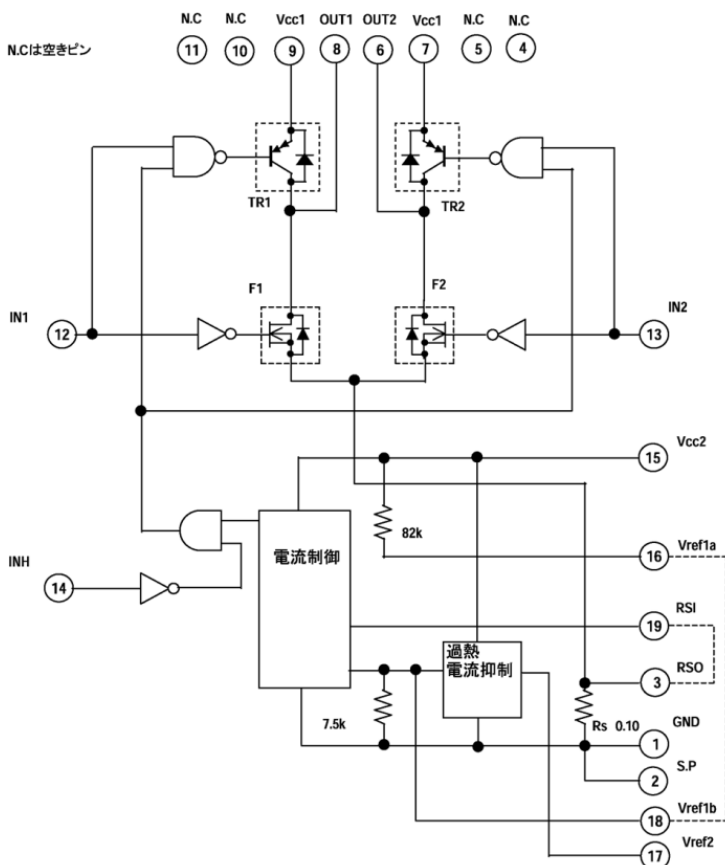 N.C N.C Vcc1 OUT1 OUT2 Vcc1 N.C N.C
N.Cは空きピン
11 10 9 8 6 7 5 4
TR1 TR2
F1 F2
IN1 IN2
12 13
Vcc2
15
82k
Vref1a
16
電流制御
INH
14
RSI
19
過熱
電流抑制
RSO
3
7.5k
Rs 0.10
GND
1
S.P
2
Vref1b
18
Vref2
17